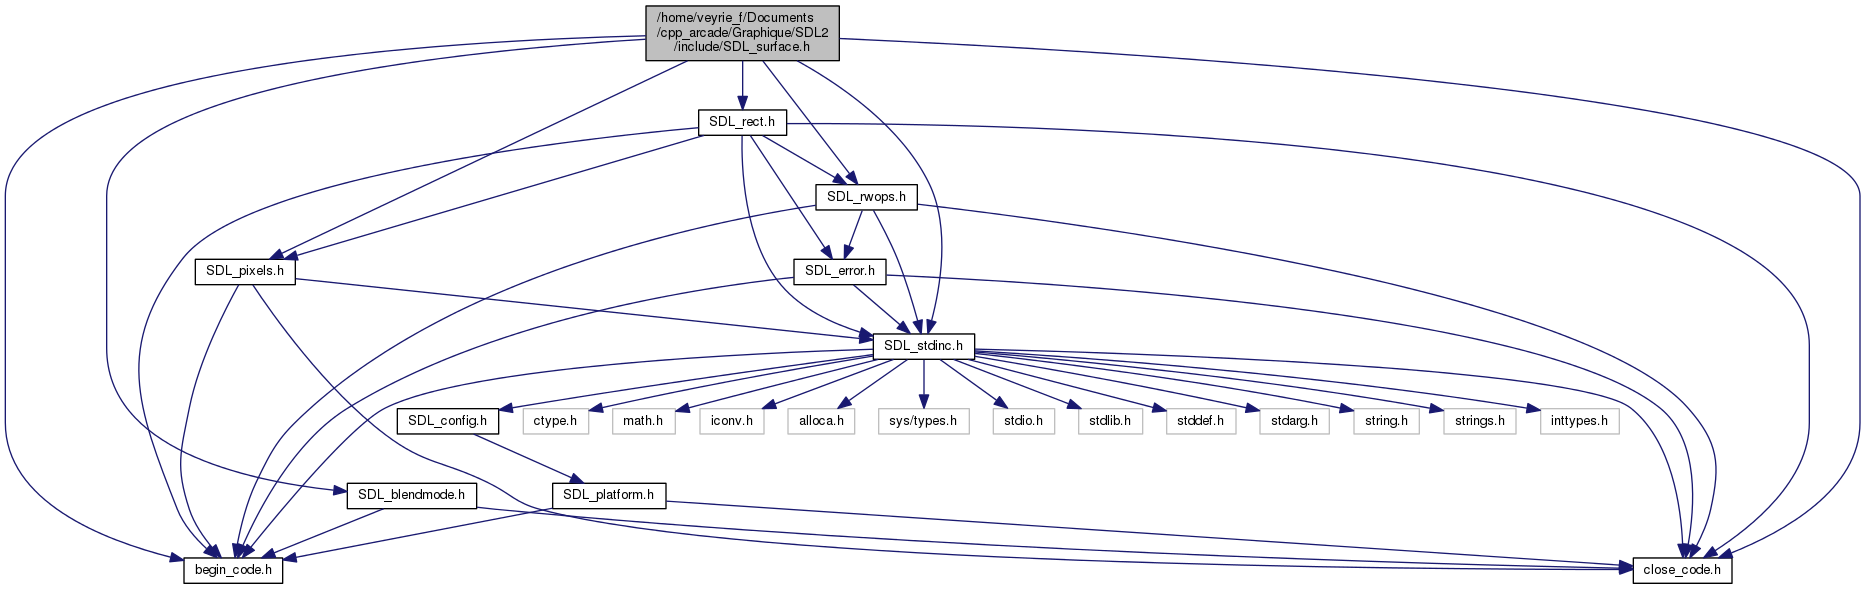 /home/veyrie_f/Documents
/cpp_arcade/Graphique/SDL2
/include/SDL_surface.h
SDL_rect.h
SDL_rwops.h
SDL_pixels.h
SDL_error.h
SDL_stdinc.h
SDL_config.h
ctype.h
math.h
iconv.h
alloca.h
sys/types.h
stdio.h
stdlib.h
stddef.h
stdarg.h
string.h
strings.h
inttypes.h
SDL_blendmode.h
SDL_platform.h
begin_code.h
close_code.h